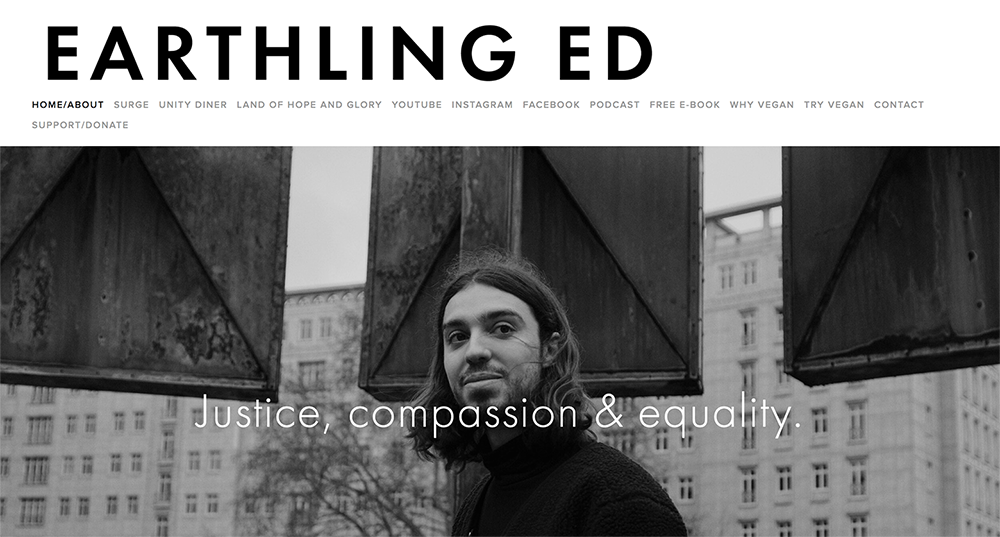 EARTHLING ED
HOME/ABOUT SURGE UNITY DINER LAND OF HOPE AND GLORY YOUTUBE INSTAGRAM FACEBOOK PODCAST FREE E-BOOK WHY VEGAN TRY VEGAN CONTACT
SUPPORT/DONATE
Justice, compassion & equality.